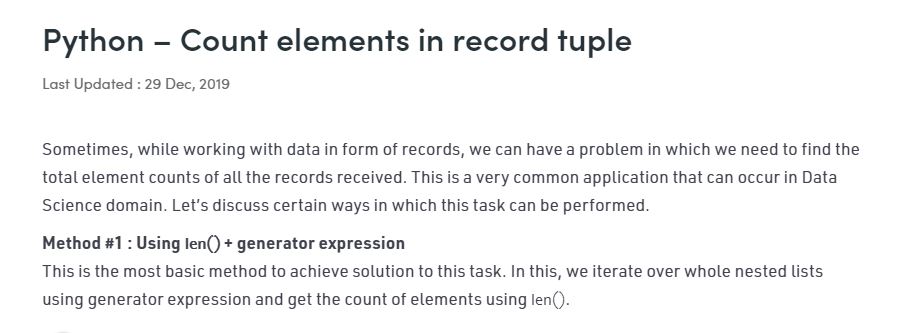 Python – Count elements in record tuple
Last Updated : 29 Dec, 2019
Sometimes, while working with data in form of records, we can have a problem in which we need to find the
total element counts of all the records received. This is a very common application that can occur in Data
Science domain. Let’s discuss certain ways in which this task can be performed.
Method #1 : Using len() + generator expression
This is the most basic method to achieve solution to this task. In this, we iterate over whole nested lists
using generator expression and get the count of elements using len().